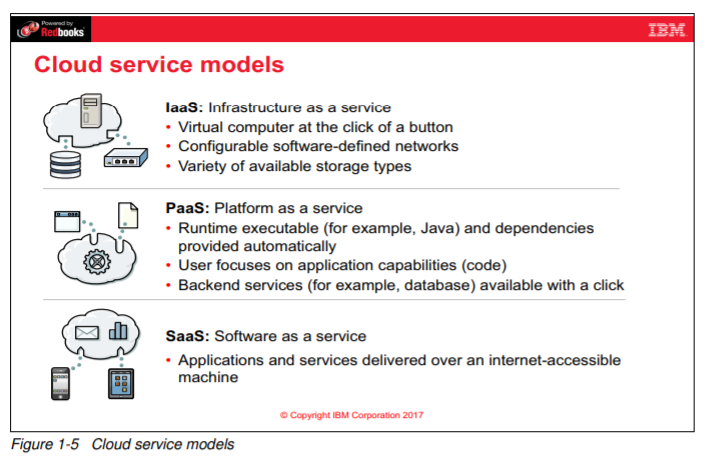 Powered by
Redbooks
IBM
Cloud service models
IaaS: Infrastructure as a service
• Virtual computer at the click of a button
• Configurable software-defined networks
• Variety of available storage types
PaaS: Platform as a service
• Runtime executable (for example, Java) and dependencies
provided automatically
• User focuses on application capabilities (code)
• Backend services (for example, database) available with a click
SaaS: Software as a service
• Applications and services delivered over an internet-accessible
machine
© Copyright IBM Corporation 2017
Figure 1-5 Cloud service models